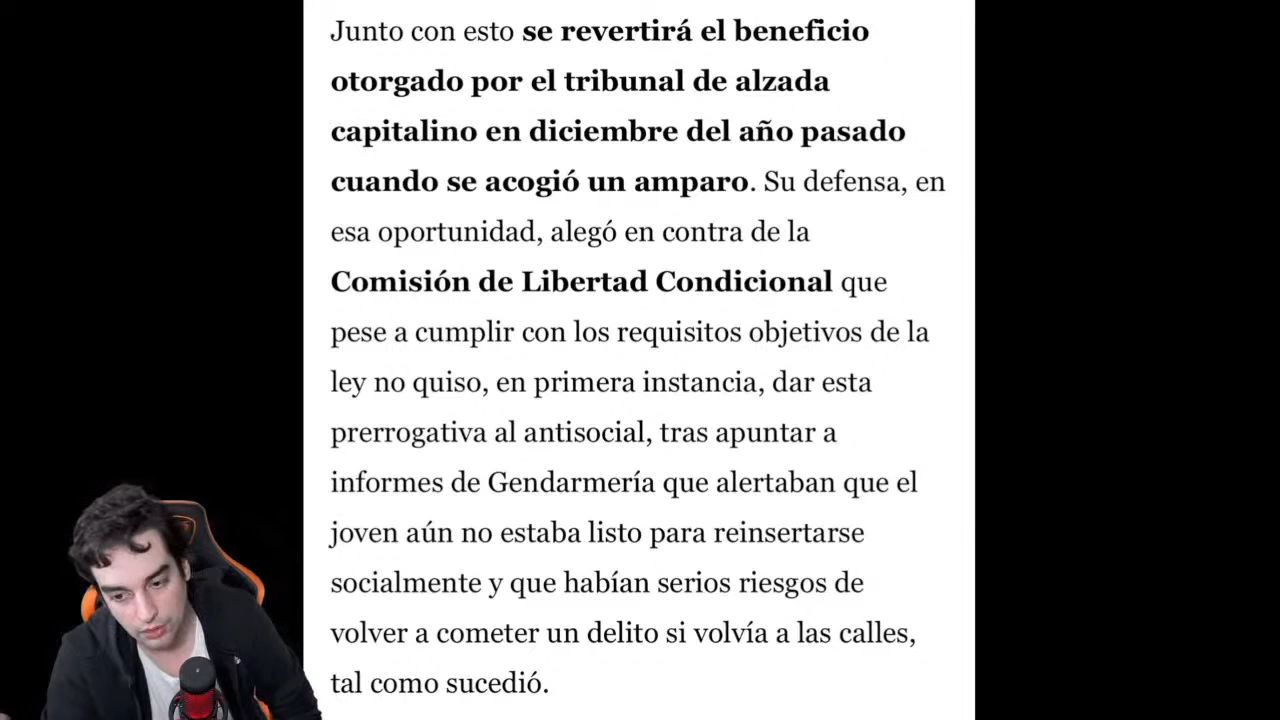 Junto con esto se revertirá el beneficio
otorgado por el tribunal de alzada
capitalino en diciembre del año pasado
cuando se acogió un amparo. Su defensa, en
esa oportunidad, alegó en contra de la
Comisión de Libertad Condicional que
pese a cumplir con los requisitos objetivos de la
ley no quiso, en primera instancia, dar esta
prerrogativa al antisocial, tras apuntar a
informes de Gendarmería que alertaban que el
joven aún no estaba listo para reinsertarse
socialmente y que habían serios riesgos de
volver a cometer un delito si volvía a las calles,
tal como sucedió.